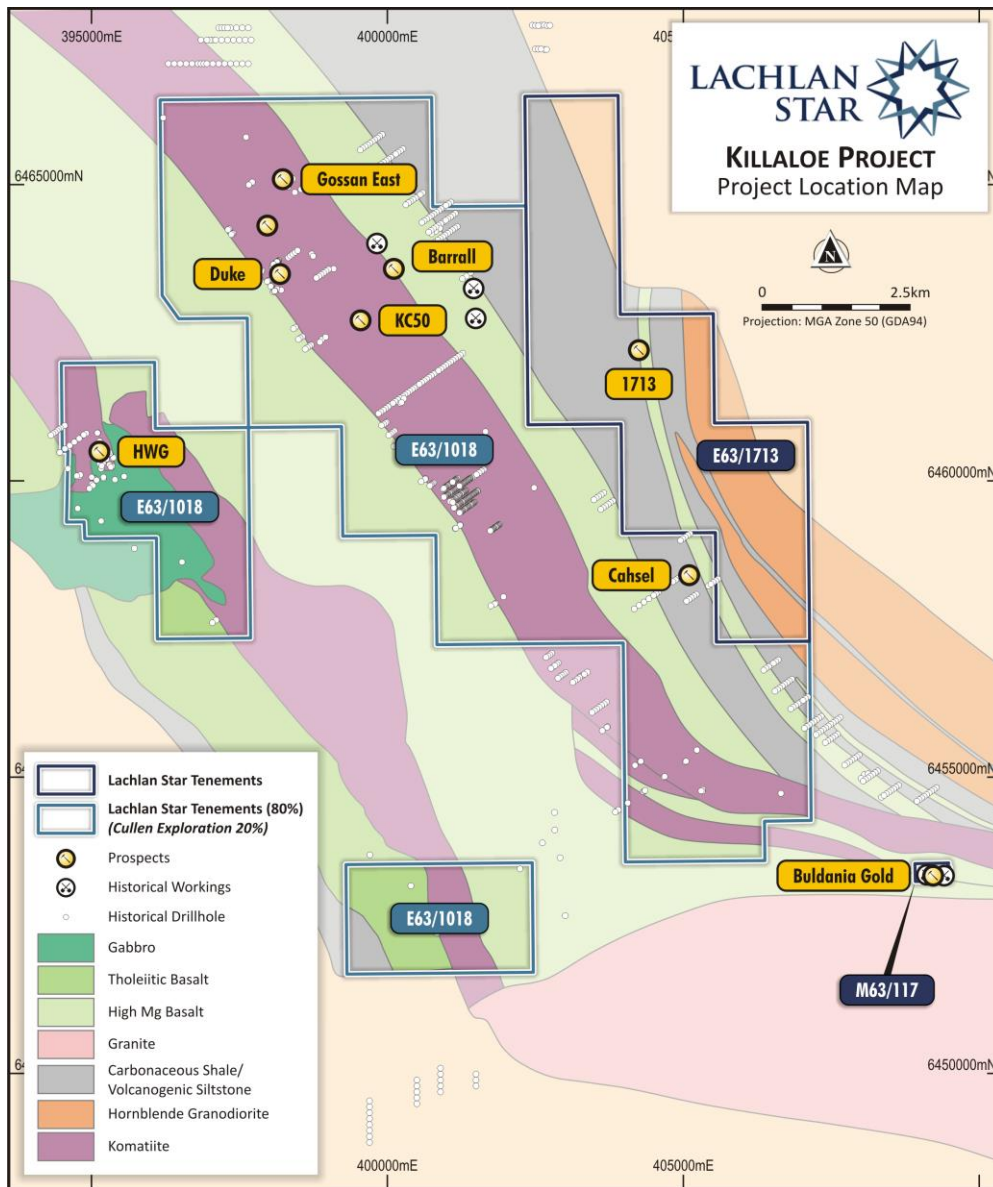 395000mE
400000mE
405
LACHLAN
STAR
KILLALOE PROJECT
Project Location Map
6465000mN
N
N
Gossan East
0
2.5km
Projection: MGA Zone 50 (GDA94)
Barrall
Duke
KC50
1713
HWG
E63/1018
E63/1713
6460000mN
E63/1018
Cahsel
Lachlan Star Tenements
Lachlan Star Tenements (80%)
(Cullen Exploration 20%)
Prospects
Historical Workings
Historical Drillhole
Gabbro
Tholeiitic Basalt
High Mg Basalt
Granite
Carbonaceous Shale/
Volcanogenic Siltstone
Hornblende Granodiorite
Komatiite
64
6455000mN
Buldania Gold
E63/1018
M63/117
64
6450000mN
400000mE
405000mE